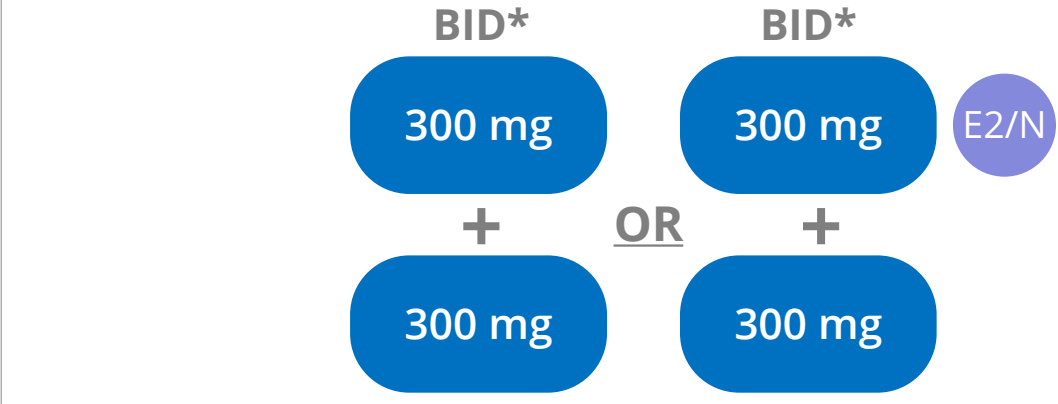 BID* BID*
300 mg 300 mg E2/N
+ OR +
300 mg 300 mg